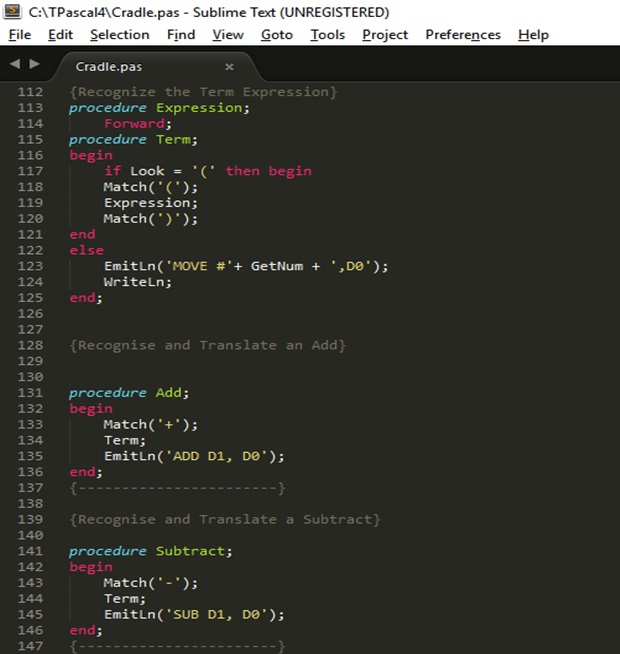 C:\TPascal4\Cradle.pas - Sublime Text (UNREGISTERED)
File Edit Selection Find View Goto Tools Project Preferences Help
Cradle.pas ×
112 {Recognize the Term Expression}
113 procedure Expression;
114     Forward;
115 procedure Term;
116 begin
117     if Look = '(' then begin
118     Match('(');
119     Expression;
120     Match(')');
121 end
122 else
123     EmitLn('MOVE #'+ GetNum + ',D0');
124     WriteLn;
125 end;
126
127
128 {Recognise and Translate an Add}
129
130
131 procedure Add;
132 begin
133     Match('+');
134     Term;
135     EmitLn('ADD D1, D0');
136 end;
137 {-----------------------}
138
139 {Recognise and Translate a Subtract}
140
141 procedure Subtract;
142 begin
143     Match('-');
144     Term;
145     EmitLn('SUB D1, D0');
146 end;
147 {-----------------------}